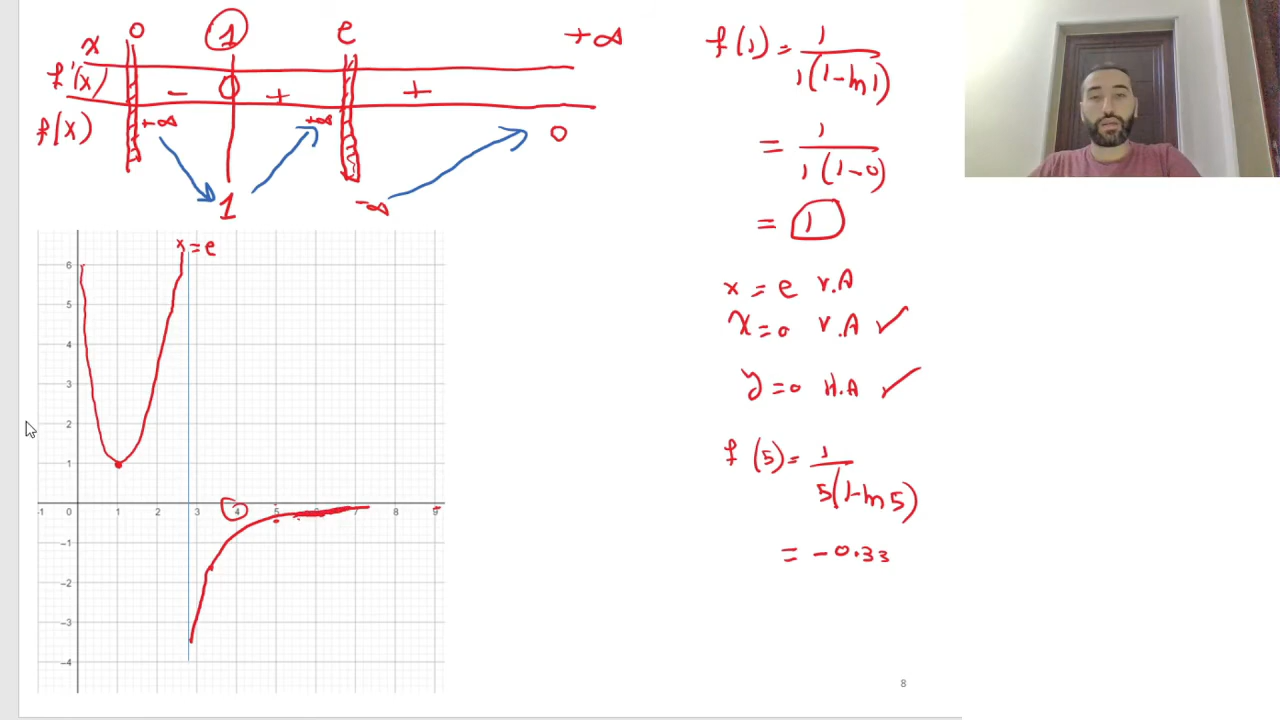 x 0 1 e +∞
f'(x) - 0 + +
f(x) +∞ 1 +∞ -∞ 0
f(1) = 1 / 1(1-ln1)
= 1 / 1(1-0)
= 1
x = e V.A
x = 0 V.A ✓
y = 0 H.A ✓
f(5) = 1 / 5(1-ln5)
= -0.33
x = e
6
5
4
3
2
1
-1 0 1 2 3 4 5 6 7 8 9
-1
-2
-3
-4
8